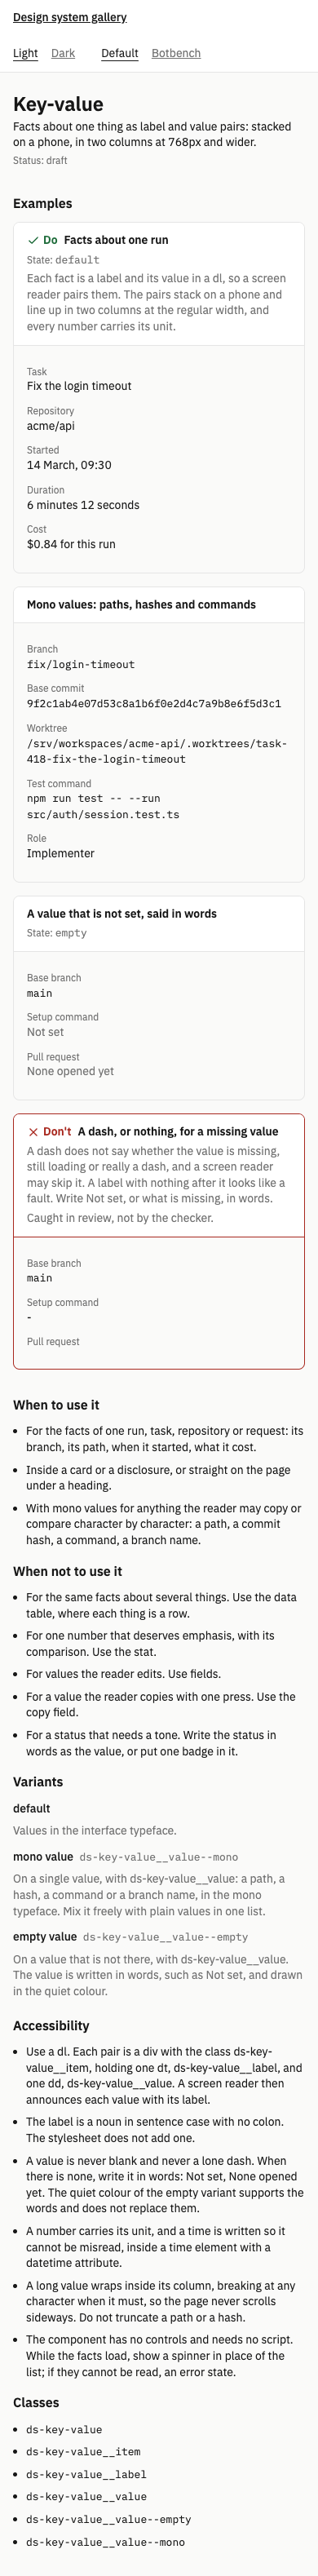 Design system gallery
Light Dark Default Botbench
Key-value
Facts about one thing as label and value pairs: stacked
on a phone, in two columns at 768px and wider.
Status: draft
Examples
Do Facts about one run
State: default
Each fact is a label and its value in a dl, so a screen
reader pairs them. The pairs stack on a phone and
line up in two columns at the regular width, and
every number carries its unit.
Task
Fix the login timeout
Repository
acme/api
Started
14 March, 09:30
Duration
6 minutes 12 seconds
Cost
$0.84 for this run
Mono values: paths, hashes and commands
Branch
fix/login-timeout
Base commit
9f2c1ab4e07d53c8a1b6f0e2d4c7a9b8e6f5d3c1
Worktree
/srv/workspaces/acme-api/.worktrees/task-
418-fix-the-login-timeout
Test command
npm run test -- --run
src/auth/session.test.ts
Role
Implementer
A value that is not set, said in words
State: empty
Base branch
main
Setup command
Not set
Pull request
None opened yet
Don't A dash, or nothing, for a missing value
A dash does not say whether the value is missing,
still loading or really a dash, and a screen reader
may skip it. A label with nothing after it looks like a
fault. Write Not set, or what is missing, in words.
Caught in review, not by the checker.
Base branch
main
Setup command
-
Pull request
When to use it
• For the facts of one run, task, repository or request: its
branch, its path, when it started, what it cost.
• Inside a card or a disclosure, or straight on the page
under a heading.
• With mono values for anything the reader may copy or
compare character by character: a path, a commit
hash, a command, a branch name.
When not to use it
• For the same facts about several things. Use the data
table, where each thing is a row.
• For one number that deserves emphasis, with its
comparison. Use the stat.
• For values the reader edits. Use fields.
• For a value the reader copies with one press. Use the
copy field.
• For a status that needs a tone. Write the status in
words as the value, or put one badge in it.
Variants
default
Values in the interface typeface.
mono value ds-key-value__value--mono
On a single value, with ds-key-value__value: a path, a
hash, a command or a branch name, in the mono
typeface. Mix it freely with plain values in one list.
empty value ds-key-value__value--empty
On a value that is not there, with ds-key-value__value.
The value is written in words, such as Not set, and drawn
in the quiet colour.
Accessibility
• Use a dl. Each pair is a div with the class ds-key-
value__item, holding one dt, ds-key-value__label, and
one dd, ds-key-value__value. A screen reader then
announces each value with its label.
• The label is a noun in sentence case with no colon.
The stylesheet does not add one.
• A value is never blank and never a lone dash. When
there is none, write it in words: Not set, None opened
yet. The quiet colour of the empty variant supports the
words and does not replace them.
• A number carries its unit, and a time is written so it
cannot be misread, inside a time element with a
datetime attribute.
• A long value wraps inside its column, breaking at any
character when it must, so the page never scrolls
sideways. Do not truncate a path or a hash.
• The component has no controls and needs no script.
While the facts load, show a spinner in place of the
list; if they cannot be read, an error state.
Classes
• ds-key-value
• ds-key-value__item
• ds-key-value__label
• ds-key-value__value
• ds-key-value__value--empty
• ds-key-value__value--mono